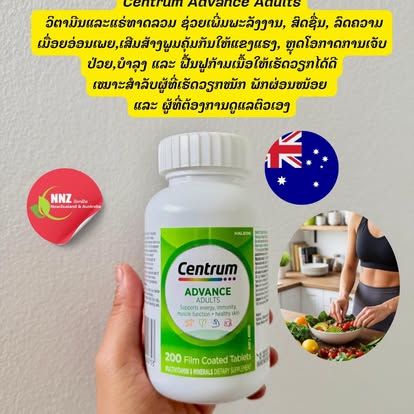 Centrum Advance Adults
ວິຕາມິນແລະແຮ່ທາດລວມ ຊ່ວຍເພີ່ມພະລັງງານ, ສົດຊື່ນ, ລົດຄວາມ
ເມື່ອຍອ່ອນເພຍ,ເສີມສ້າງພູມຄຸ້ມກັນໃຫ້ແຂງແຮງ, ຫຼຸດໂອກາດການເຈັບ
ປ່ວຍ,ບຳລຸງ ແລະ ຟື້ນຟູກ້າມເນື້ອໃຫ້ເຮັດວຽກໄດ້ດີ
ເໝາະສຳລັບຜູ້ທີ່ເຮັດວຽກໜັກ ພັກຜ່ອນໜ້ອຍ
ແລະ ຜູ້ທີ່ຕ້ອງການດູແລຕົວເອງ
NNZ
NewZealand & Australia
HALEON
Centrum
ADVANCE
ADULTS
Supports energy, immunity,
muscle function + healthy skin
200 Film Coated Tablets
MULTIVITAMIN & MINERALS DIETARY SUPPLEMENT